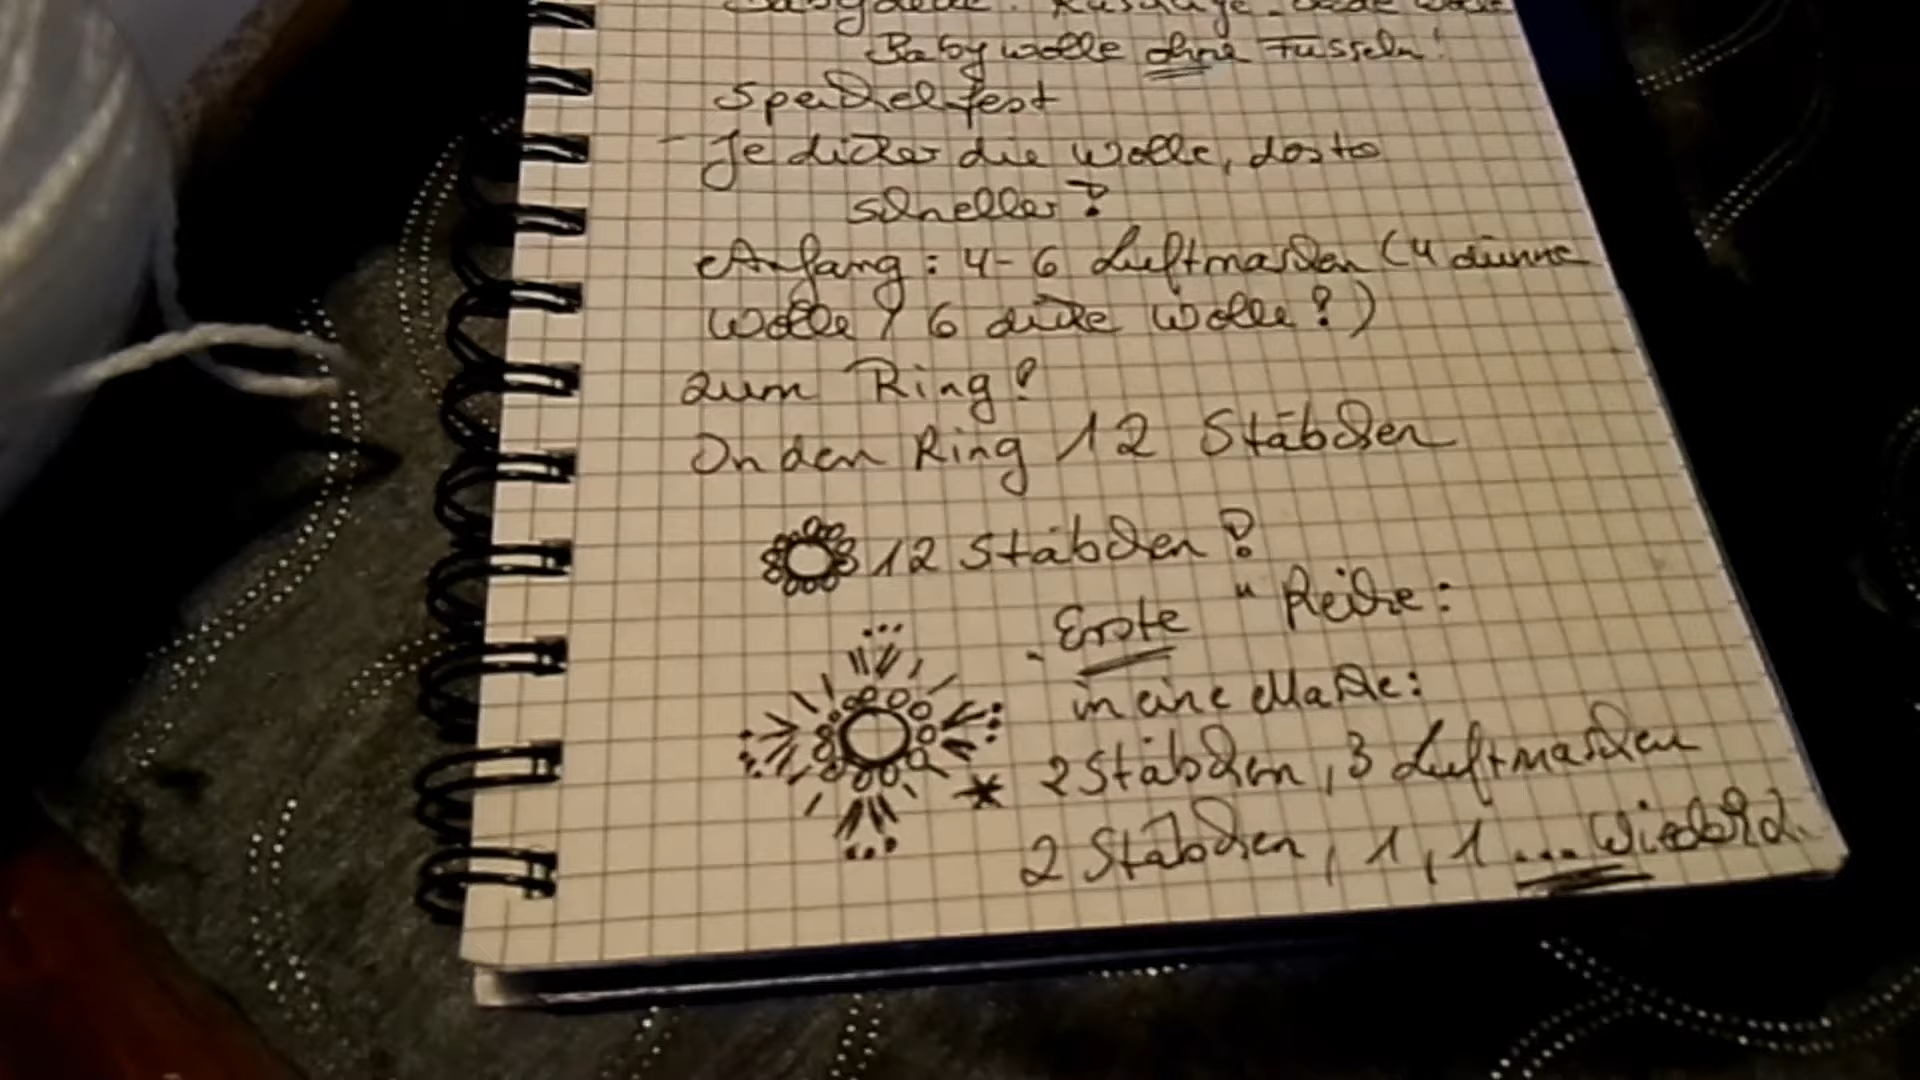 Babydecke: Kuschlige
Babywolle ohne Fusseln!
Speichelfest
- Je dicker die Wolle, desto
schneller!
Anfang: 4-6 Luftmaschen (4 dünne
Wolle / 6 dicke Wolle?)
zum Ring!
In den Ring 12 Stäbchen
12 Stäbchen!
- Erste " Reihe:
in eine Masche:
* 2 Stäbchen, 3 Luftmaschen
2 Stäbchen, 1, 1 ... Wiederh.